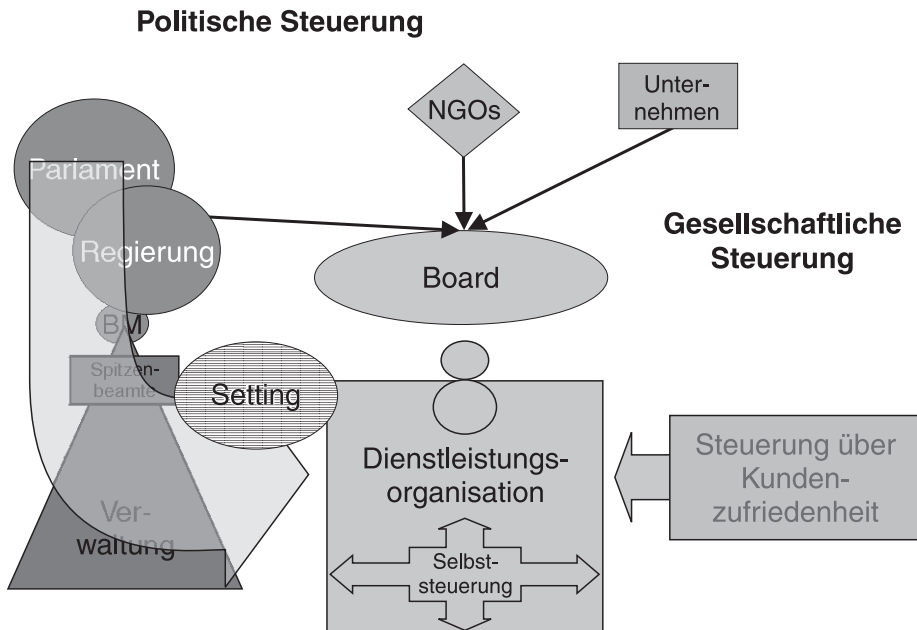 Politische Steuerung
NGOs
Unter-
nehmen
Parlament
Regierung
Gesellschaftliche
Steuerung
Board
BM
Spitzen-
beamte
Setting
Dienstleistungs-
organisation
Steuerung über
Kunden-
zufriedenheit
Ver-
waltung
Selbst-
steuerung